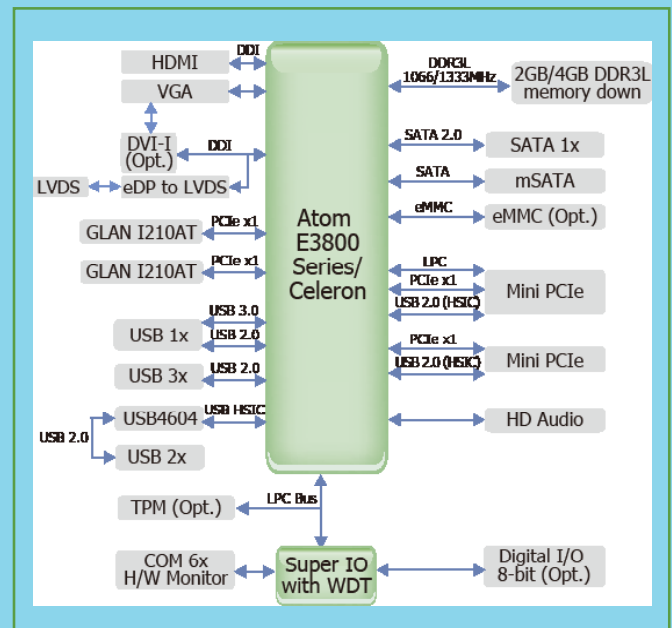 HDMI
DDI
VGA
DVI-I
(Opt.)
DDI
LVDS
eDP to LVDS
GLAN I210AT
PCIe x1
GLAN I210AT
PCIe x1
USB 1x
USB 3.0
USB 2.0
USB 3x
USB 2.0
USB4604
USB HSIC
USB 2.0
USB 2x
Atom
E3800
Series/
Celeron
DDR3L
1066/1333MHz
2GB/4GB DDR3L
memory down
SATA 2.0
SATA 1x
SATA
mSATA
eMMC
eMMC (Opt.)
LPC
PCIe x1
USB 2.0 (HSIC)
Mini PCIe
PCIe x1
USB 2.0 (HSIC)
Mini PCIe
HD Audio
TPM (Opt.)
LPC Bus
COM 6x
H/W Monitor
Super IO
with WDT
Digital I/O
8-bit (Opt.)